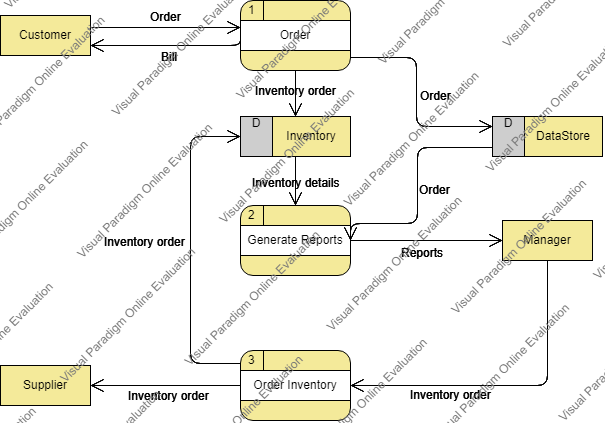 Order
1
Customer
Order
Bill
Inventory order
Order
D
Inventory
D
DataStore
Inventory details
Order
2
Generate Reports
Manager
Inventory order
Reports
3
Supplier
Order Inventory
Inventory order
Inventory order
Visual Paradigm Online Evaluation